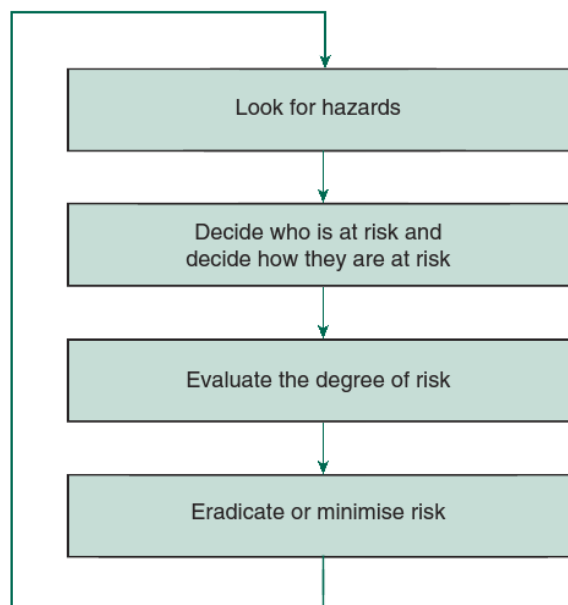 Look for hazards
Decide who is at risk and
decide how they are at risk
Evaluate the degree of risk
Eradicate or minimise risk